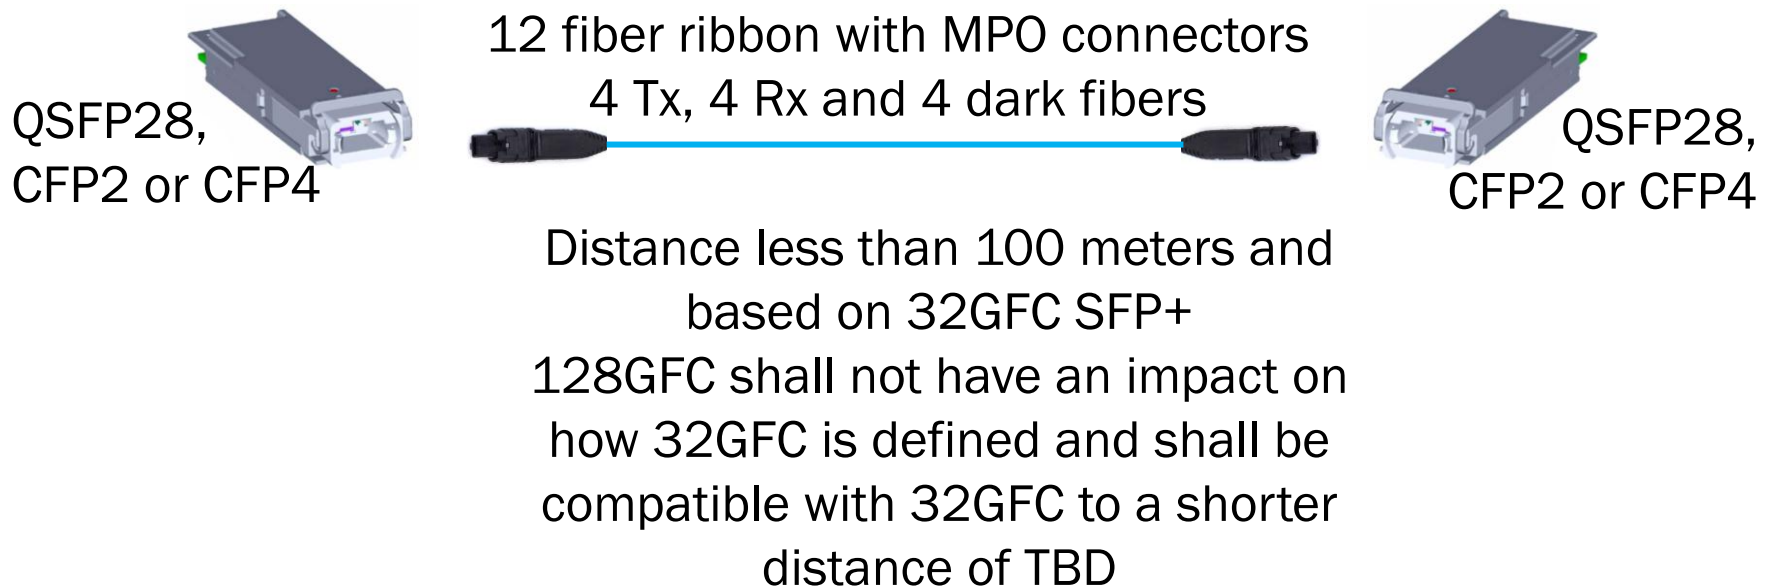 12 fiber ribbon with MPO connectors
4 Tx, 4 Rx and 4 dark fibers
QSFP28,
CFP2 or CFP4
QSFP28,
CFP2 or CFP4
Distance less than 100 meters and
based on 32GFC SFP+
128GFC shall not have an impact on
how 32GFC is defined and shall be
compatible with 32GFC to a shorter
distance of TBD